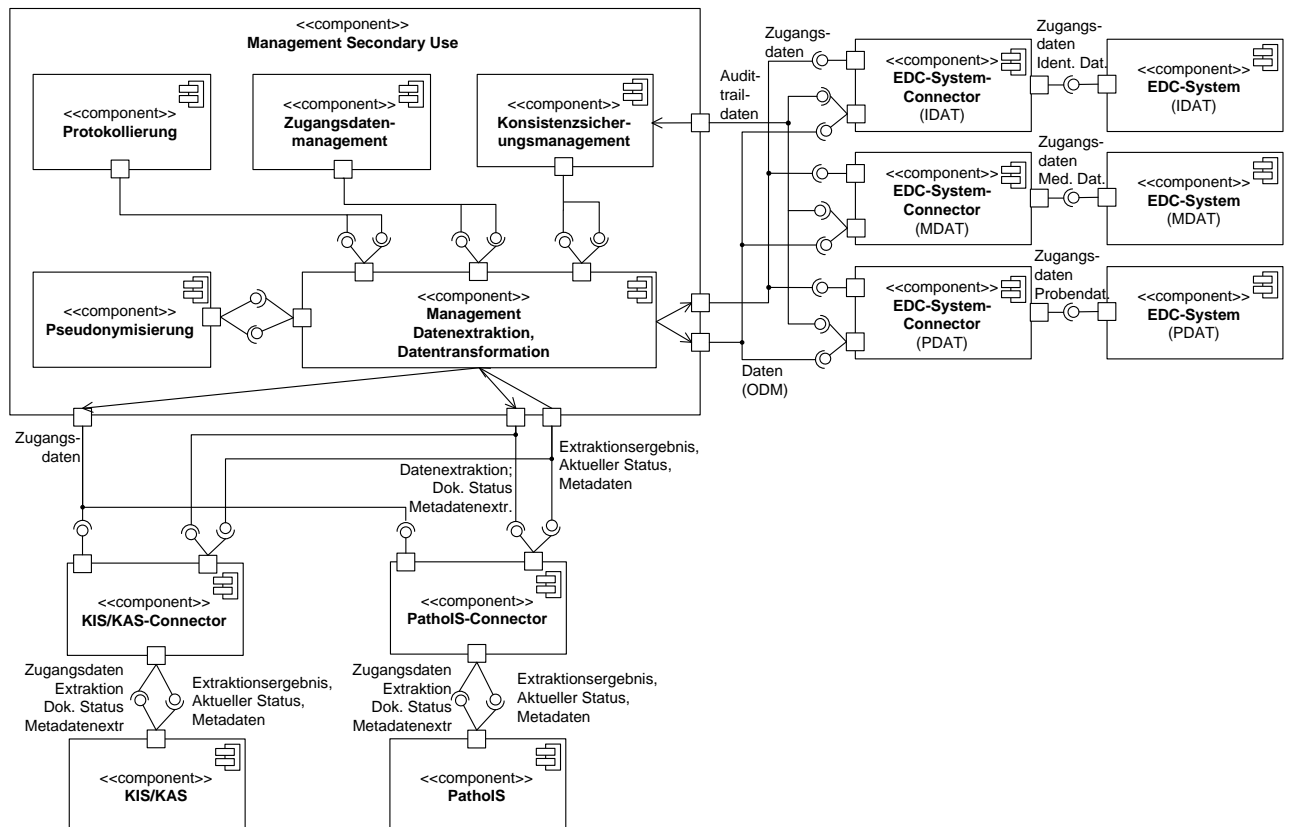 <<component>>
Management Secondary Use
<<component>>
Protokollierung
<<component>>
Zugangsdaten-
management
<<component>>
Konsistenzsicher-
ungsmanagement
<<component>>
Pseudonymisierung
<<component>>
Management
Datenextraktion,
Datentransformation
Zugangs-
daten
Audit-
trail-
daten
Daten
(ODM)
<<component>>
EDC-System-
Connector
(IDAT)
Zugangs-
daten
Ident. Dat.
<<component>>
EDC-System
(IDAT)
<<component>>
EDC-System-
Connector
(MDAT)
Zugangs-
daten
Med. Dat.
<<component>>
EDC-System
(MDAT)
<<component>>
EDC-System-
Connector
(PDAT)
Zugangs-
daten
Probendat.
<<component>>
EDC-System
(PDAT)
Zugangs-
daten
Datenextraktion;
Dok. Status
Metadatenextr.
Extraktionsergebnis,
Aktueller Status,
Metadaten
<<component>>
KIS/KAS-Connector
<<component>>
PathoIS-Connector
Zugangsdaten
Extraktion
Dok. Status
Metadatenextr
Extraktionsergebnis,
Aktueller Status,
Metadaten
Zugangsdaten
Extraktion
Dok. Status
Metadatenextr
Extraktionsergebnis,
Aktueller Status,
Metadaten
<<component>>
KIS/KAS
<<component>>
PathoIS